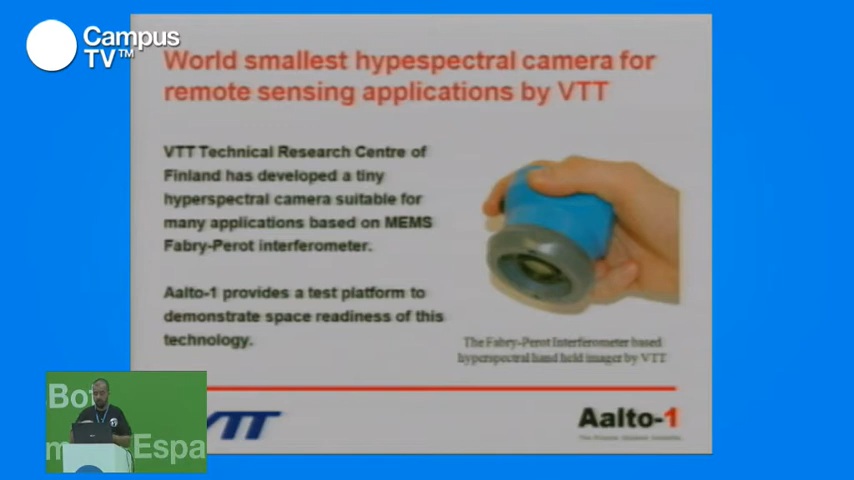 Campus
TV™
World smallest hypespectral camera for
remote sensing applications by VTT
VTT Technical Research Centre of
Finland has developed a tiny
hyperspectral camera suitable for
many applications based on MEMS
Fabry-Perot interferometer.
Aalto-1 provides a test platform to
demonstrate space readiness of this
technology.
The Fabry-Perot Interferometer based
hyperspectral hand held imager by VTT
VTT
Aalto-1
Bot
Espa